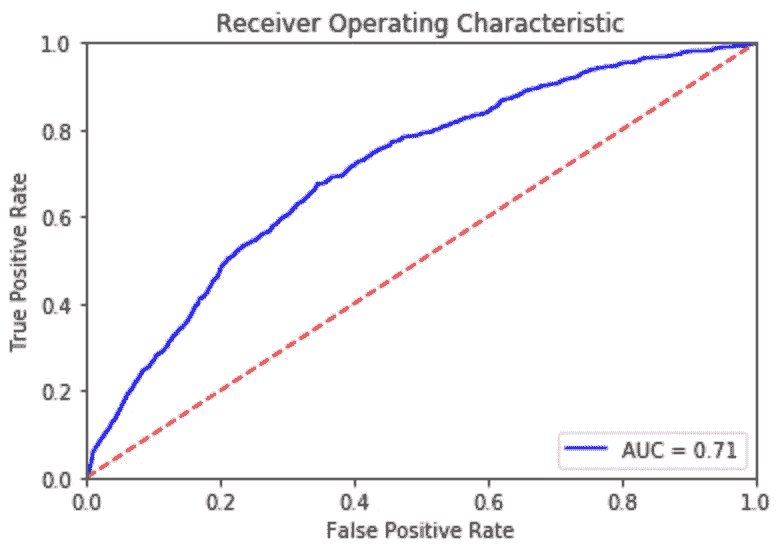 Receiver Operating Characteristic
1.0
0.8
0.6
0.4
0.2
0.0
True Positive Rate
AUC = 0.71
0.0 0.2 0.4 0.6 0.8 1.0
False Positive Rate